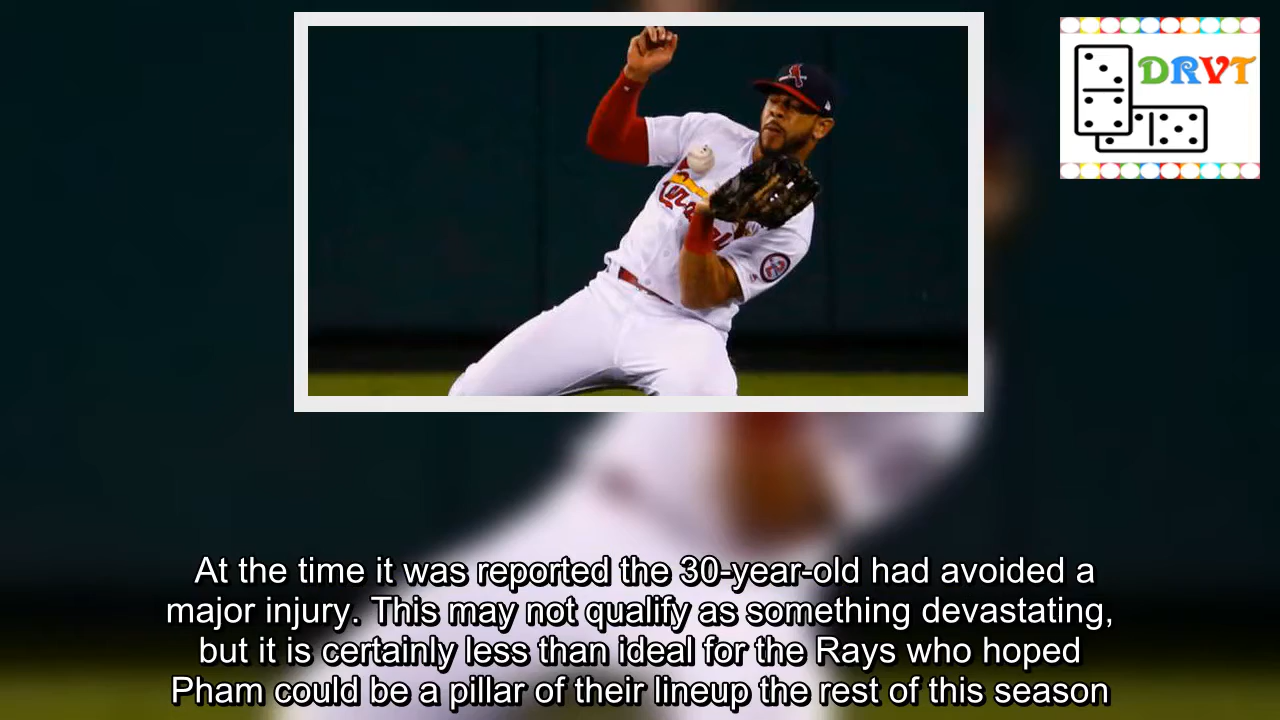 DRVT
At the time it was reported the 30-year-old had avoided a
major injury. This may not qualify as something devastating,
but it is certainly less than ideal for the Rays who hoped
Pham could be a pillar of their lineup the rest of this season